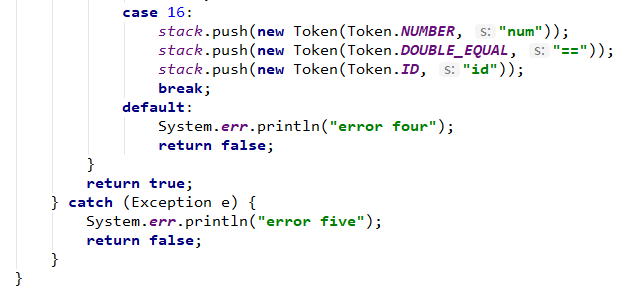 case 16:
stack.push(new Token(Token.NUMBER, s: "num"));
stack.push(new Token(Token.DOUBLE_EQUAL, s: "=="));
stack.push(new Token(Token.ID, s: "id"));
break;
default:
System.err.println("error four");
return false;
}
return true;
} catch (Exception e) {
System.err.println("error five");
return false;
}
}